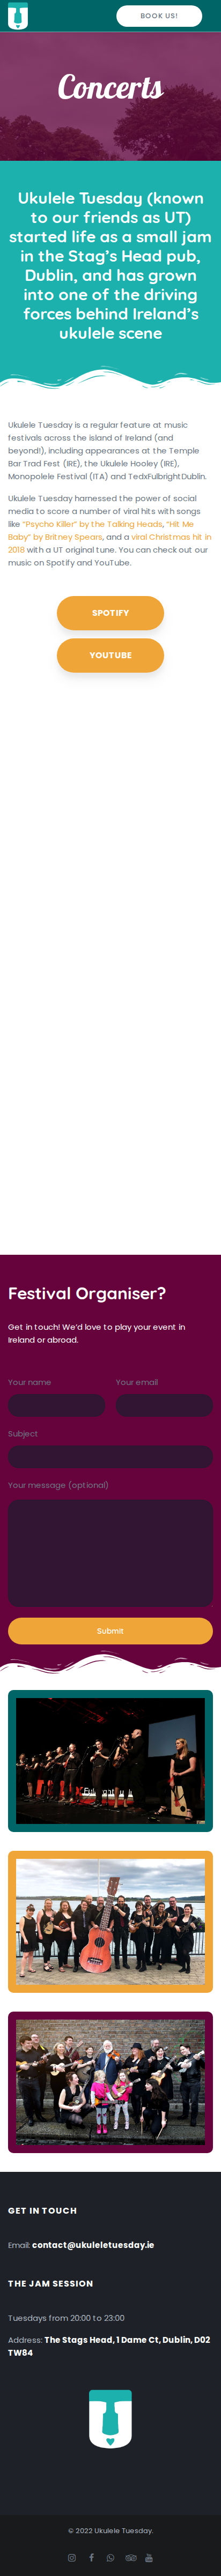 BOOK US!
Concerts
Ukulele Tuesday (known
to our friends as UT)
started life as a small jam
in the Stag's Head pub,
Dublin, and has grown
into one of the driving
forces behind Ireland's
ukulele scene
Ukulele Tuesday is a regular feature at music
festivals across the island of Ireland (and
beyond!), including appearances at the Temple
Bar Trad Fest (IRE), the Ukulele Hooley (IRE),
Monopole Festival (ITA) and TedxFulbrightDublin.
Ukulele Tuesday harnessed the power of social
media to score a number of viral hits with songs
like “Psycho Killer” by the Talking Heads, “Hit Me
Baby” by Britney Spears, and a viral Christmas hit in
2018 with a UT original tune. You can check out our
music on Spotify and YouTube.
SPOTIFY
YOUTUBE
Festival Organiser?
Get in touch! We'd love to play your event in
Ireland or abroad.
Your name Your email
Subject
Your message (optional)
Submit
GET IN TOUCH
Email: contact@ukuleletuesday.ie
THE JAM SESSION
Tuesdays from 20:00 to 23:00
Address: The Stags Head, 1 Dame Ct, Dublin, D02
TW84
© 2022 Ukulele Tuesday.